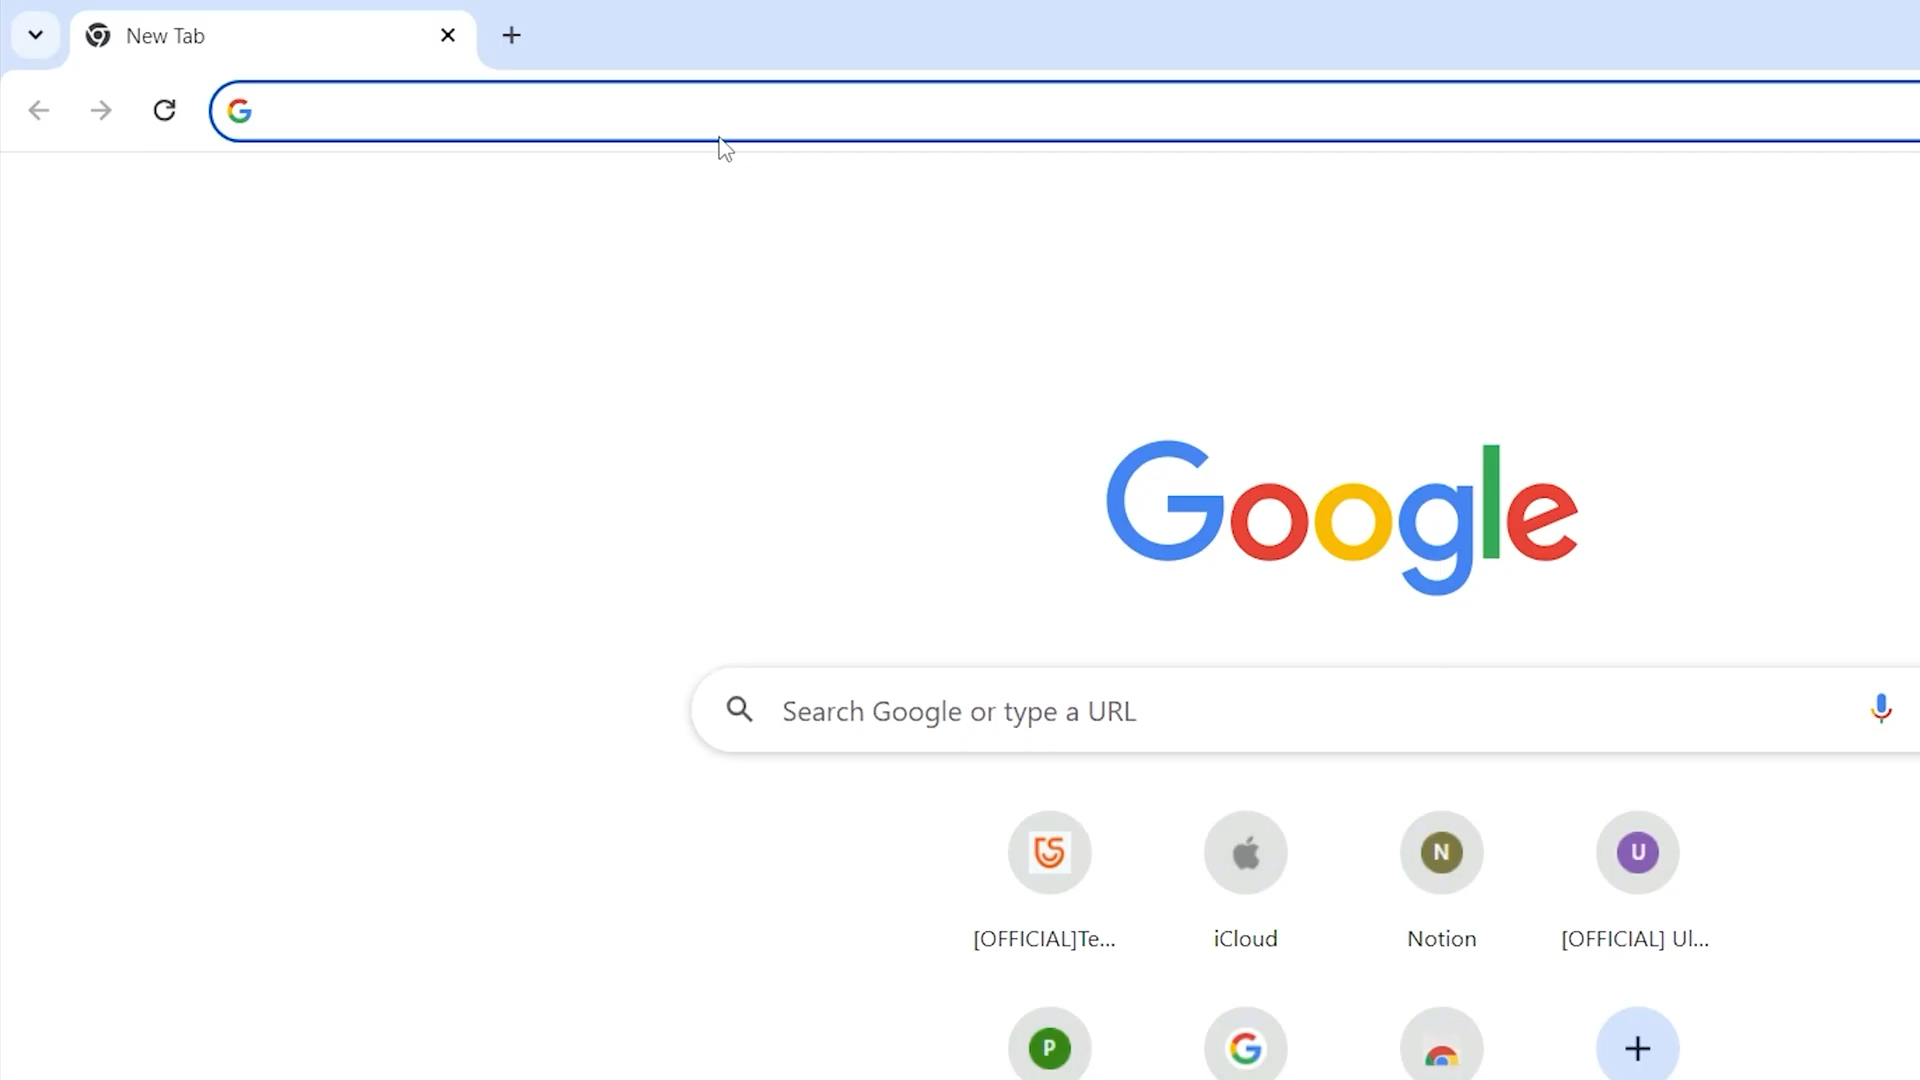 New Tab
Google
Search Google or type a URL
[OFFICIAL]Te... iCloud Notion [OFFICIAL] Ul...
N U
P